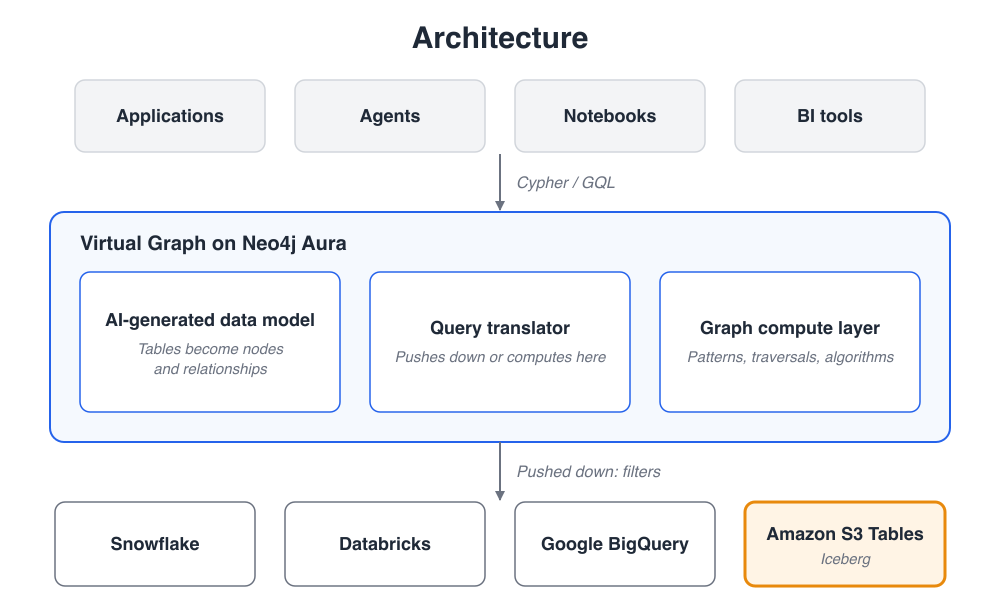 Architecture
Applications
Agents
Notebooks
BI tools
Cypher / GQL
Virtual Graph on Neo4j Aura
AI-generated data model
Tables become nodes
and relationships
Query translator
Pushes down or computes here
Graph compute layer
Patterns, traversals, algorithms
Pushed down: filters
Snowflake
Databricks
Google BigQuery
Amazon S3 Tables
Iceberg